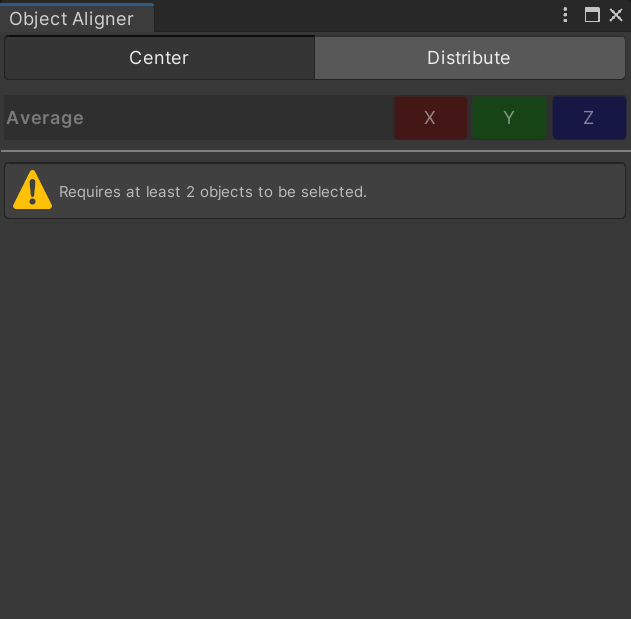 Object Aligner
Center Distribute
Average X Y Z
Requires at least 2 objects to be selected.